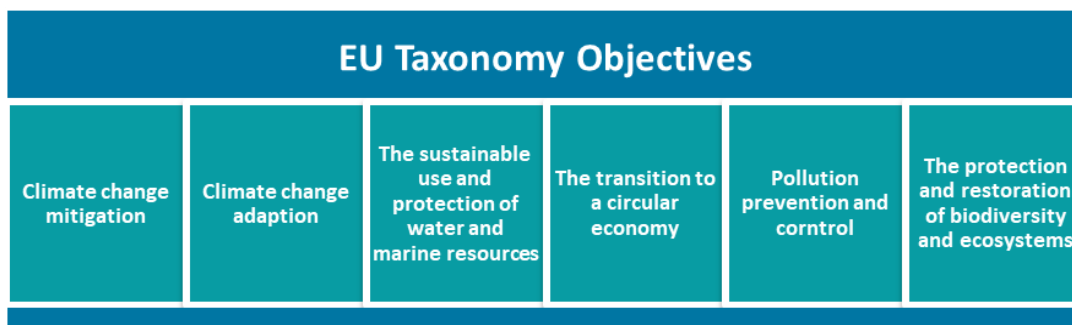 EU Taxonomy Objectives
Climate change
mitigation
Climate change
adaption
The sustainable
use and
protection of
water and
marine resources
The transition to
a circular
economy
Pollution
prevention and
corntrol
The protection
and restoration
of biodiversity
and ecosystems